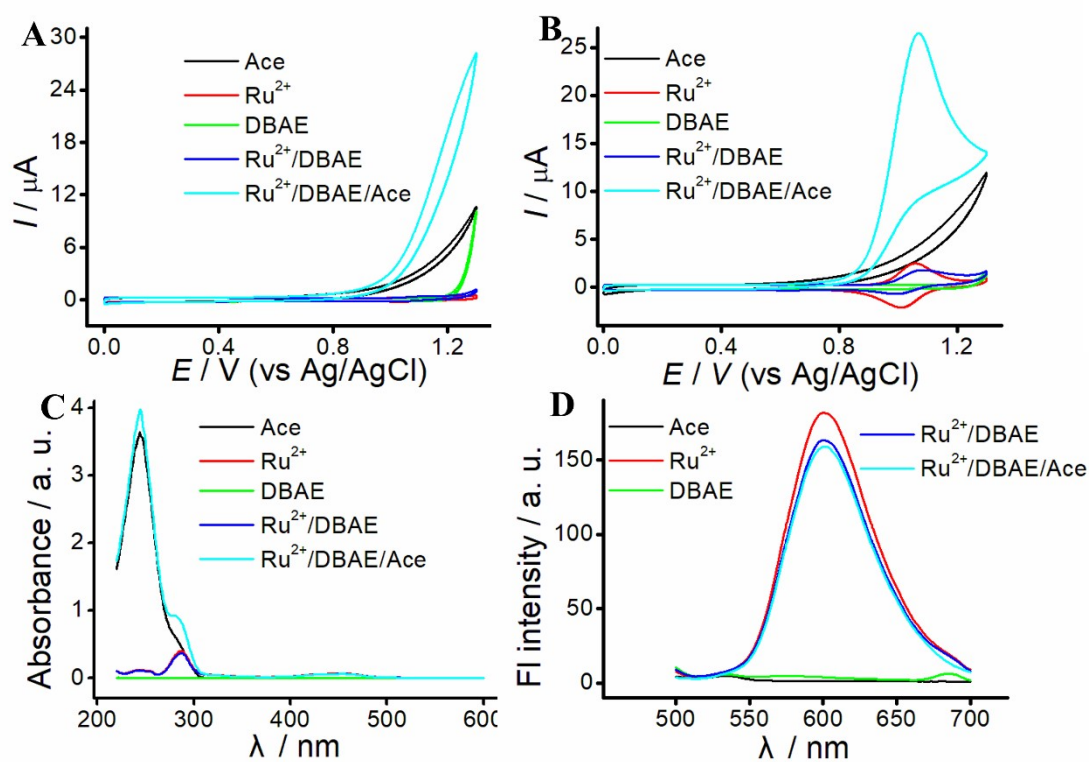 A
30
24
18
12
6
0
I / μA
Ace
Ru²⁺
DBAE
Ru²⁺/DBAE
Ru²⁺/DBAE/Ace
0.0 0.4 0.8 1.2
E / V (vs Ag/AgCl)
B
25
20
15
10
5
0
I / μA
Ace
Ru²⁺
DBAE
Ru²⁺/DBAE
Ru²⁺/DBAE/Ace
0.0 0.4 0.8 1.2
E / V (vs Ag/AgCl)
C
4
3
2
1
0
Absorbance / a. u.
Ace
Ru²⁺
DBAE
Ru²⁺/DBAE
Ru²⁺/DBAE/Ace
200 300 400 500 600
λ / nm
D
150
100
50
0
Fl intensity / a. u.
Ace
Ru²⁺
DBAE
Ru²⁺/DBAE
Ru²⁺/DBAE/Ace
500 550 600 650 700
λ / nm